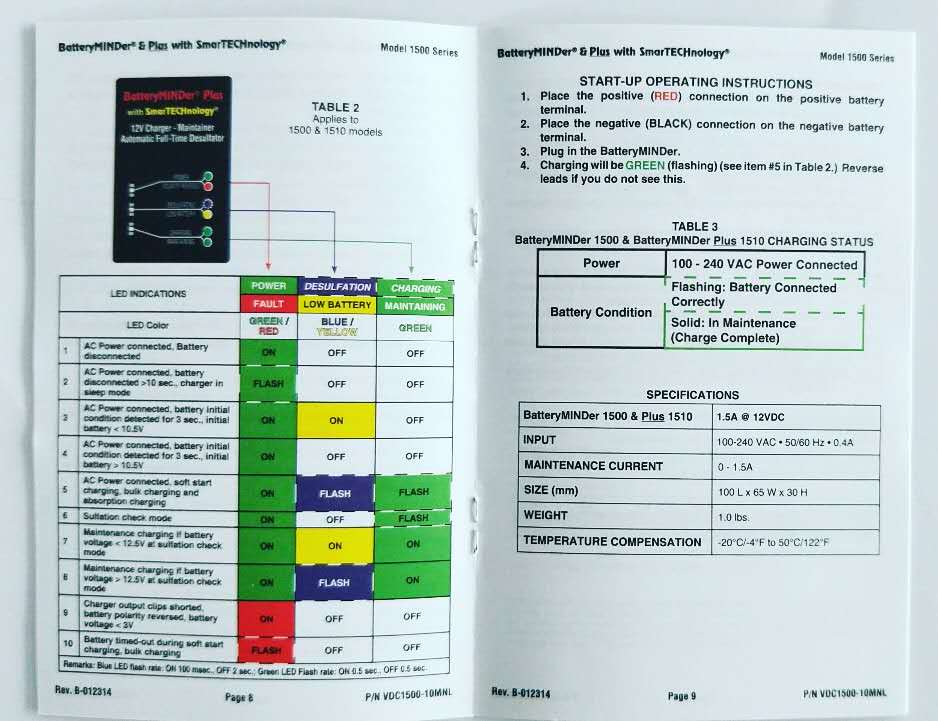 BatteryMINDer® & Plus with SmarTECHnology®
Model 1500 Series
BatteryMINDer® Plus
with SmarTECHnology®
12V Charger - Maintainer
Automatic Full-Time Desulfator
POWER
DESULFATING
LOW BATTERY
CHARGING
MAINTAINING
TABLE 2
Applies to
1500 & 1510 models
LED INDICATIONS
POWER
DESULFATION
CHARGING
FAULT
LOW BATTERY
MAINTAINING
LED Color
GREEN /
RED
BLUE /
YELLOW
GREEN
1
AC Power connected, Battery
disconnected
ON
OFF
OFF
2
AC Power connected, battery
disconnected >10 sec., charger in
sleep mode
FLASH
OFF
OFF
3
AC Power connected, battery initial
condition detected for 3 sec., initial
battery < 10.5V
ON
ON
OFF
4
AC Power connected, battery initial
condition detected for 3 sec., initial
battery > 10.5V
ON
OFF
OFF
5
AC Power connected, soft start
charging, bulk charging and
absorption charging
ON
FLASH
FLASH
6
Sulfation check mode
ON
OFF
FLASH
7
Maintenance charging if battery
voltage < 12.5V at sulfation check
mode
ON
ON
ON
8
Maintenance charging if battery
voltage > 12.5V at sulfation check
mode
ON
FLASH
ON
9
Charger output clips shorted,
battery polarity reversed, battery
voltage < 3V
ON
OFF
OFF
10
Battery timed-out during soft start
charging, bulk charging
FLASH
OFF
OFF
Remarks: Blue LED flash rate: ON 100 msec., OFF 2 sec.; Green LED Flash rate: ON 0.5 sec., OFF 0.5 sec.
Rev. B-012314
Page 8
P/N VDC1500-10MNL
BatteryMINDer® & Plus with SmarTECHnology®
Model 1500 Series
START-UP OPERATING INSTRUCTIONS
1. Place the positive (RED) connection on the positive battery
terminal.
2. Place the negative (BLACK) connection on the negative battery
terminal.
3. Plug in the BatteryMINDer.
4. Charging will be GREEN (flashing) (see item #5 in Table 2.) Reverse
leads if you do not see this.
TABLE 3
BatteryMINDer 1500 & BatteryMINDer Plus 1510 CHARGING STATUS
Power
100 - 240 VAC Power Connected
Battery Condition
Flashing: Battery Connected
Correctly
Solid: In Maintenance
(Charge Complete)
SPECIFICATIONS
BatteryMINDer 1500 & Plus 1510
1.5A @ 12VDC
INPUT
100-240 VAC • 50/60 Hz • 0.4A
MAINTENANCE CURRENT
0 - 1.5A
SIZE (mm)
100 L x 65 W x 30 H
WEIGHT
1.0 lbs.
TEMPERATURE COMPENSATION
-20°C/-4°F to 50°C/122°F
Rev. B-012314
Page 9
P/N VDC1500-10MNL